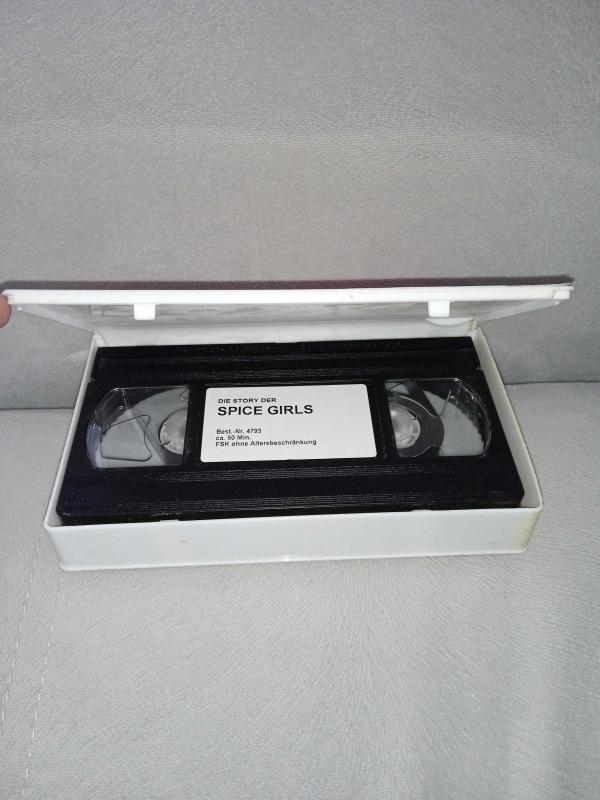 DIE STORY DER
SPICE GIRLS
Best.-Nr. 4793
ca. 50 Min.
FSK ohne Altersbeschränkung